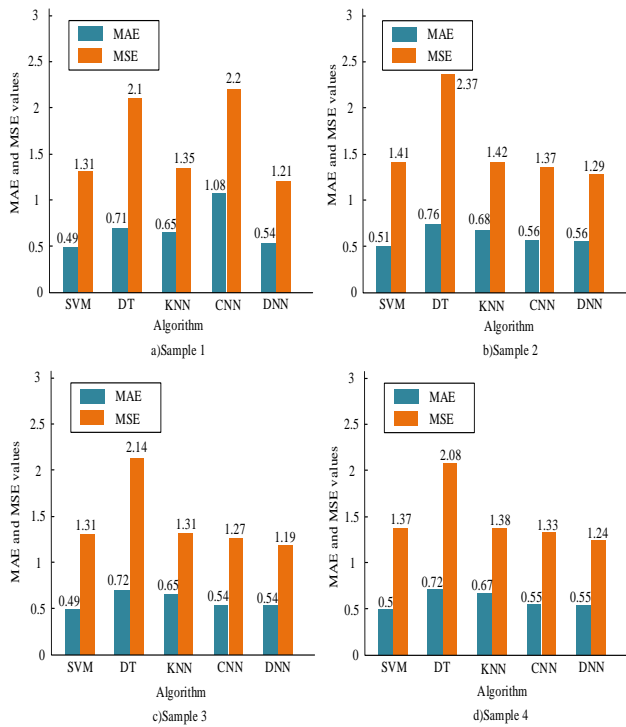 3
MAE
MSE
2.5
2.2
2.1
2
1.5
1.31
1.35
1.21
1.08
1
0.71
0.65
0.54
0.49
0.5
0
MAE and MSE values
SVM DT KNN CNN DNN
Algorithm
a)Sample 1
3
MAE
MSE
2.5
2.37
2
1.5
1.41
1.42
1.37
1.29
1
0.76
0.68
0.56
0.56
0.51
0.5
0
MAE and MSE values
SVM DT KNN CNN DNN
Algorithm
b)Sample 2
3
MAE
MSE
2.5
2.14
2
1.5
1.31
1.31
1.27
1.19
1
0.72
0.65
0.54
0.54
0.49
0.5
0
MAE and MSE values
SVM DT KNN CNN DNN
Algorithm
c)Sample 3
3
MAE
MSE
2.5
2.08
2
1.5
1.37
1.38
1.33
1.24
1
0.72
0.67
0.55
0.55
0.5
0.5
0
MAE and MSE values
SVM DT KNN CNN DNN
Algorithm
d)Sample 4